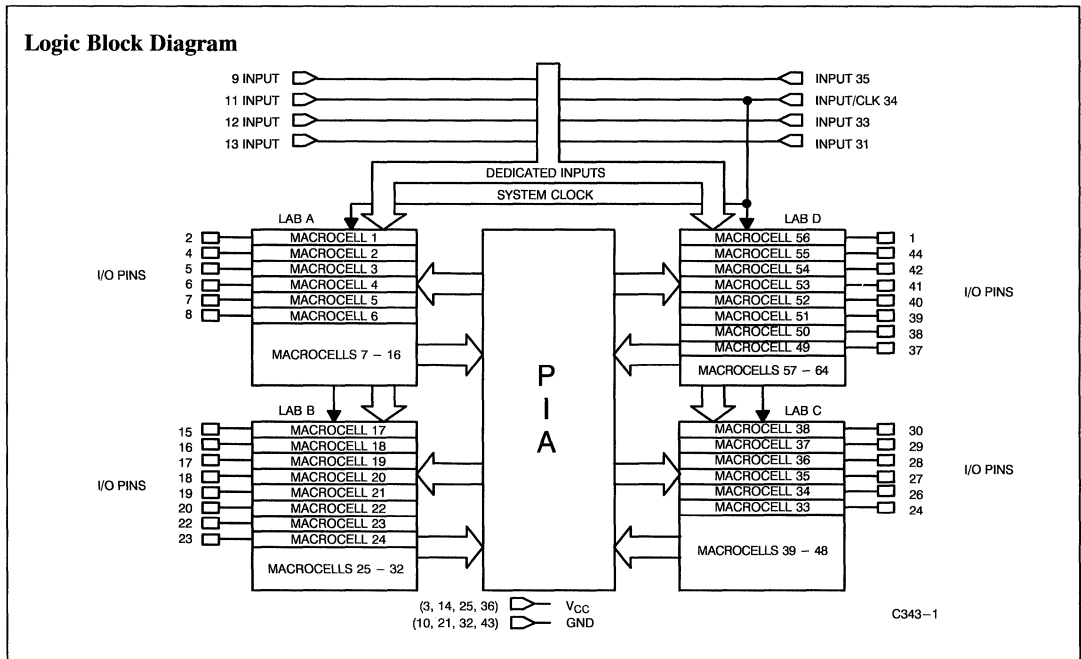 Logic Block Diagram
9 INPUT
11 INPUT
12 INPUT
13 INPUT
INPUT 35
INPUT/CLK 34
INPUT 33
INPUT 31
DEDICATED INPUTS
SYSTEM CLOCK
LAB A
2
4
5
6
7
8
I/O PINS
MACROCELL 1
MACROCELL 2
MACROCELL 3
MACROCELL 4
MACROCELL 5
MACROCELL 6
MACROCELLS 7 – 16
LAB D
MACROCELL 56
MACROCELL 55
MACROCELL 54
MACROCELL 53
MACROCELL 52
MACROCELL 51
MACROCELL 50
MACROCELL 49
MACROCELLS 57 – 64
1
44
42
41
40
39
38
37
I/O PINS
P
I
A
LAB B
15
16
17
18
19
20
22
23
I/O PINS
MACROCELL 17
MACROCELL 18
MACROCELL 19
MACROCELL 20
MACROCELL 21
MACROCELL 22
MACROCELL 23
MACROCELL 24
MACROCELLS 25 – 32
LAB C
MACROCELL 38
MACROCELL 37
MACROCELL 36
MACROCELL 35
MACROCELL 34
MACROCELL 33
MACROCELLS 39 – 48
30
29
28
27
26
24
I/O PINS
(3, 14, 25, 36) VCC
(10, 21, 32, 43) GND
C343–1